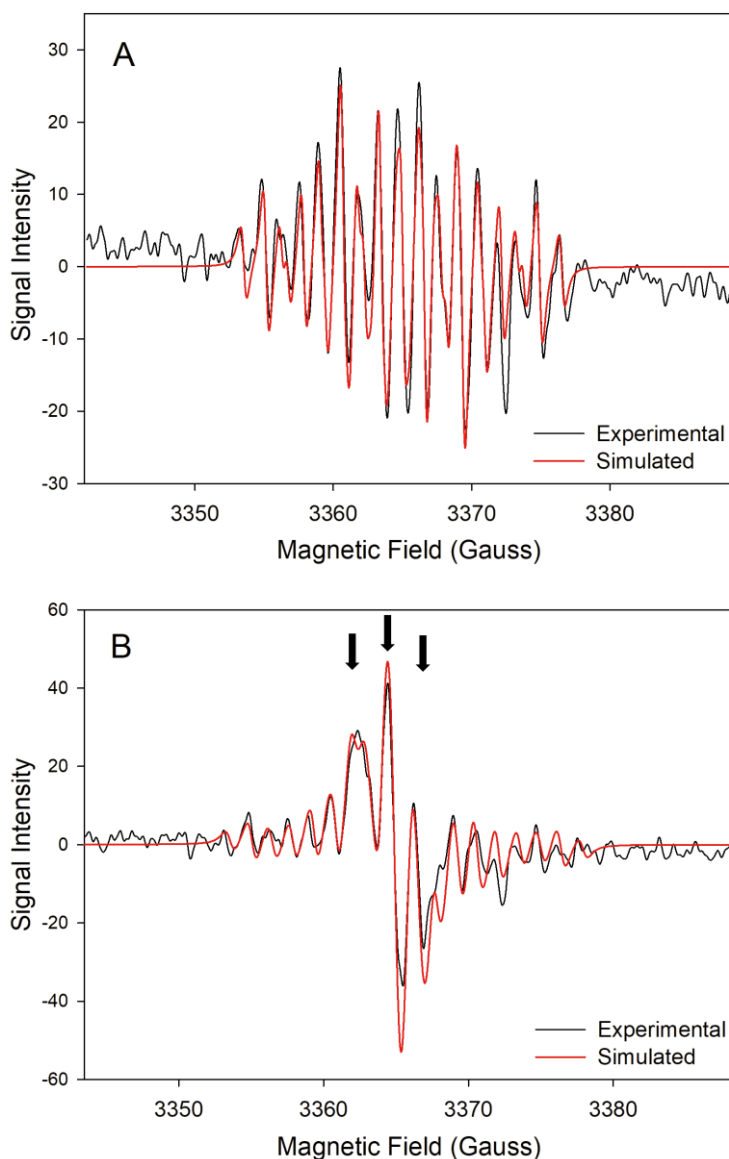 A
30
20
10
0
-10
-20
-30
Signal Intensity
Experimental
Simulated
3350 3360 3370 3380
Magnetic Field (Gauss)
B
60
40
20
0
-20
-40
-60
Signal Intensity
Experimental
Simulated
3350 3360 3370 3380
Magnetic Field (Gauss)